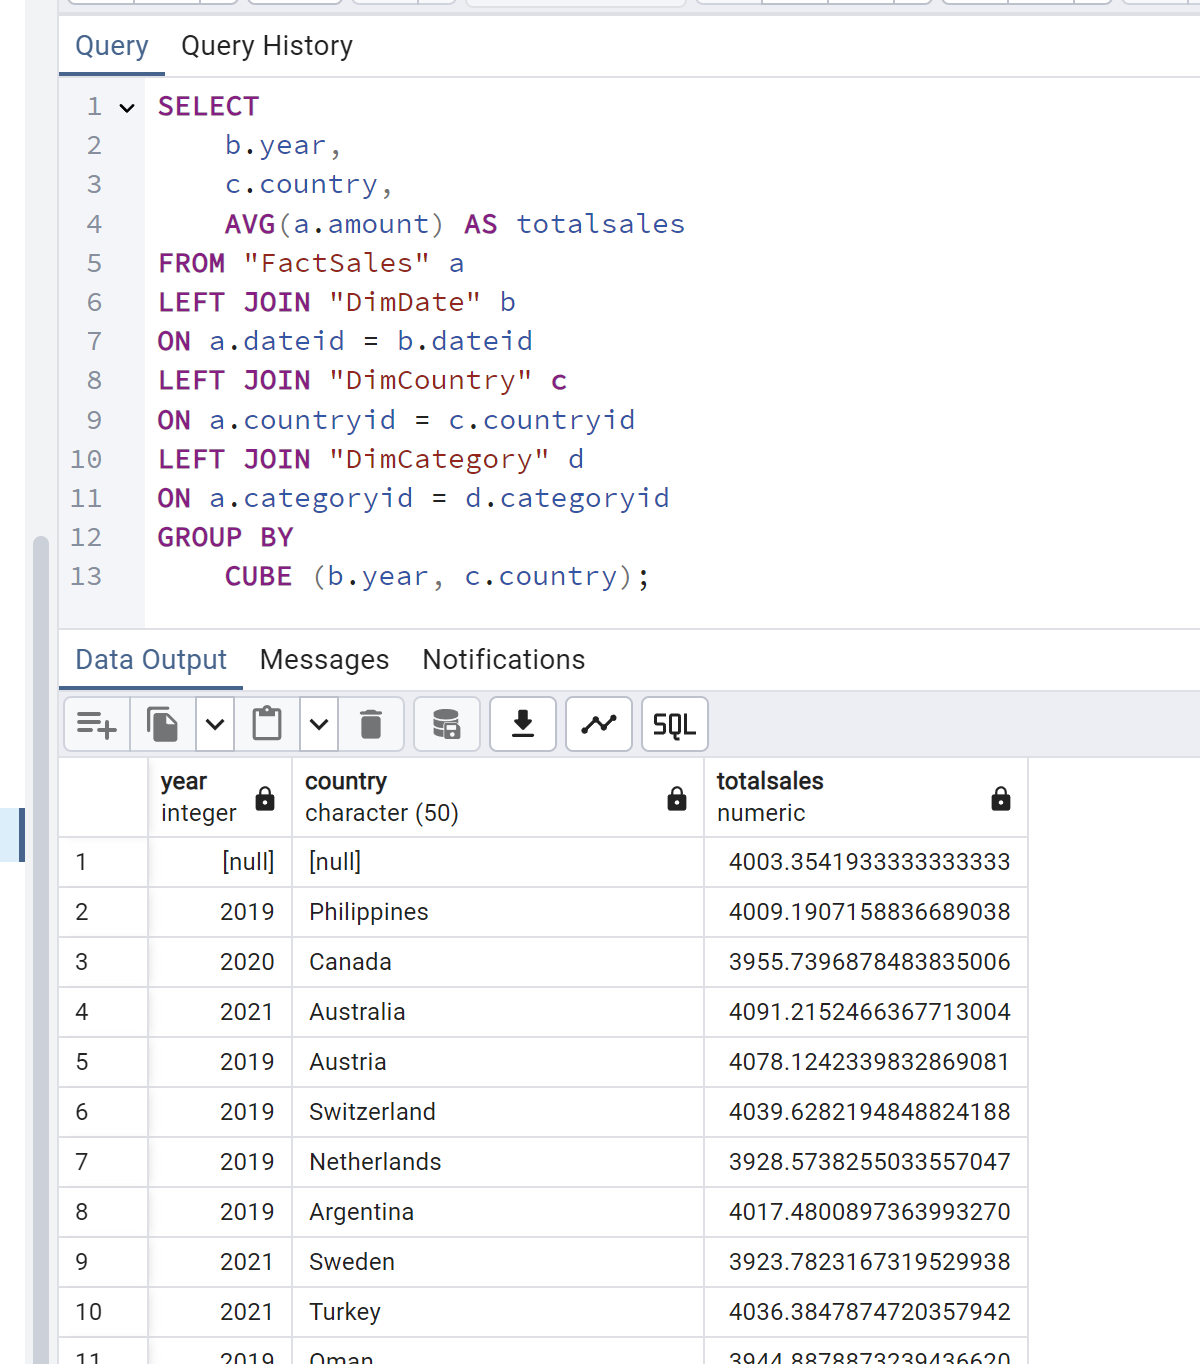 Query Query History
1 SELECT
2 b.year,
3 c.country,
4 AVG(a.amount) AS totalsales
5 FROM "FactSales" a
6 LEFT JOIN "DimDate" b
7 ON a.dateid = b.dateid
8 LEFT JOIN "DimCountry" c
9 ON a.countryid = c.countryid
10 LEFT JOIN "DimCategory" d
11 ON a.categoryid = d.categoryid
12 GROUP BY
13 CUBE (b.year, c.country);
Data Output Messages Notifications
SQL
year country totalsales
integer character (50) numeric
1 [null] [null] 4003.3541933333333333
2 2019 Philippines 4009.1907158836689038
3 2020 Canada 3955.7396878483835006
4 2021 Australia 4091.2152466367713004
5 2019 Austria 4078.1242339832869081
6 2019 Switzerland 4039.6282194848824188
7 2019 Netherlands 3928.5738255033557047
8 2019 Argentina 4017.4800897363993270
9 2021 Sweden 3923.7823167319529938
10 2021 Turkey 4036.3847874720357942
11 2019 Oman 3944.8878873239436620